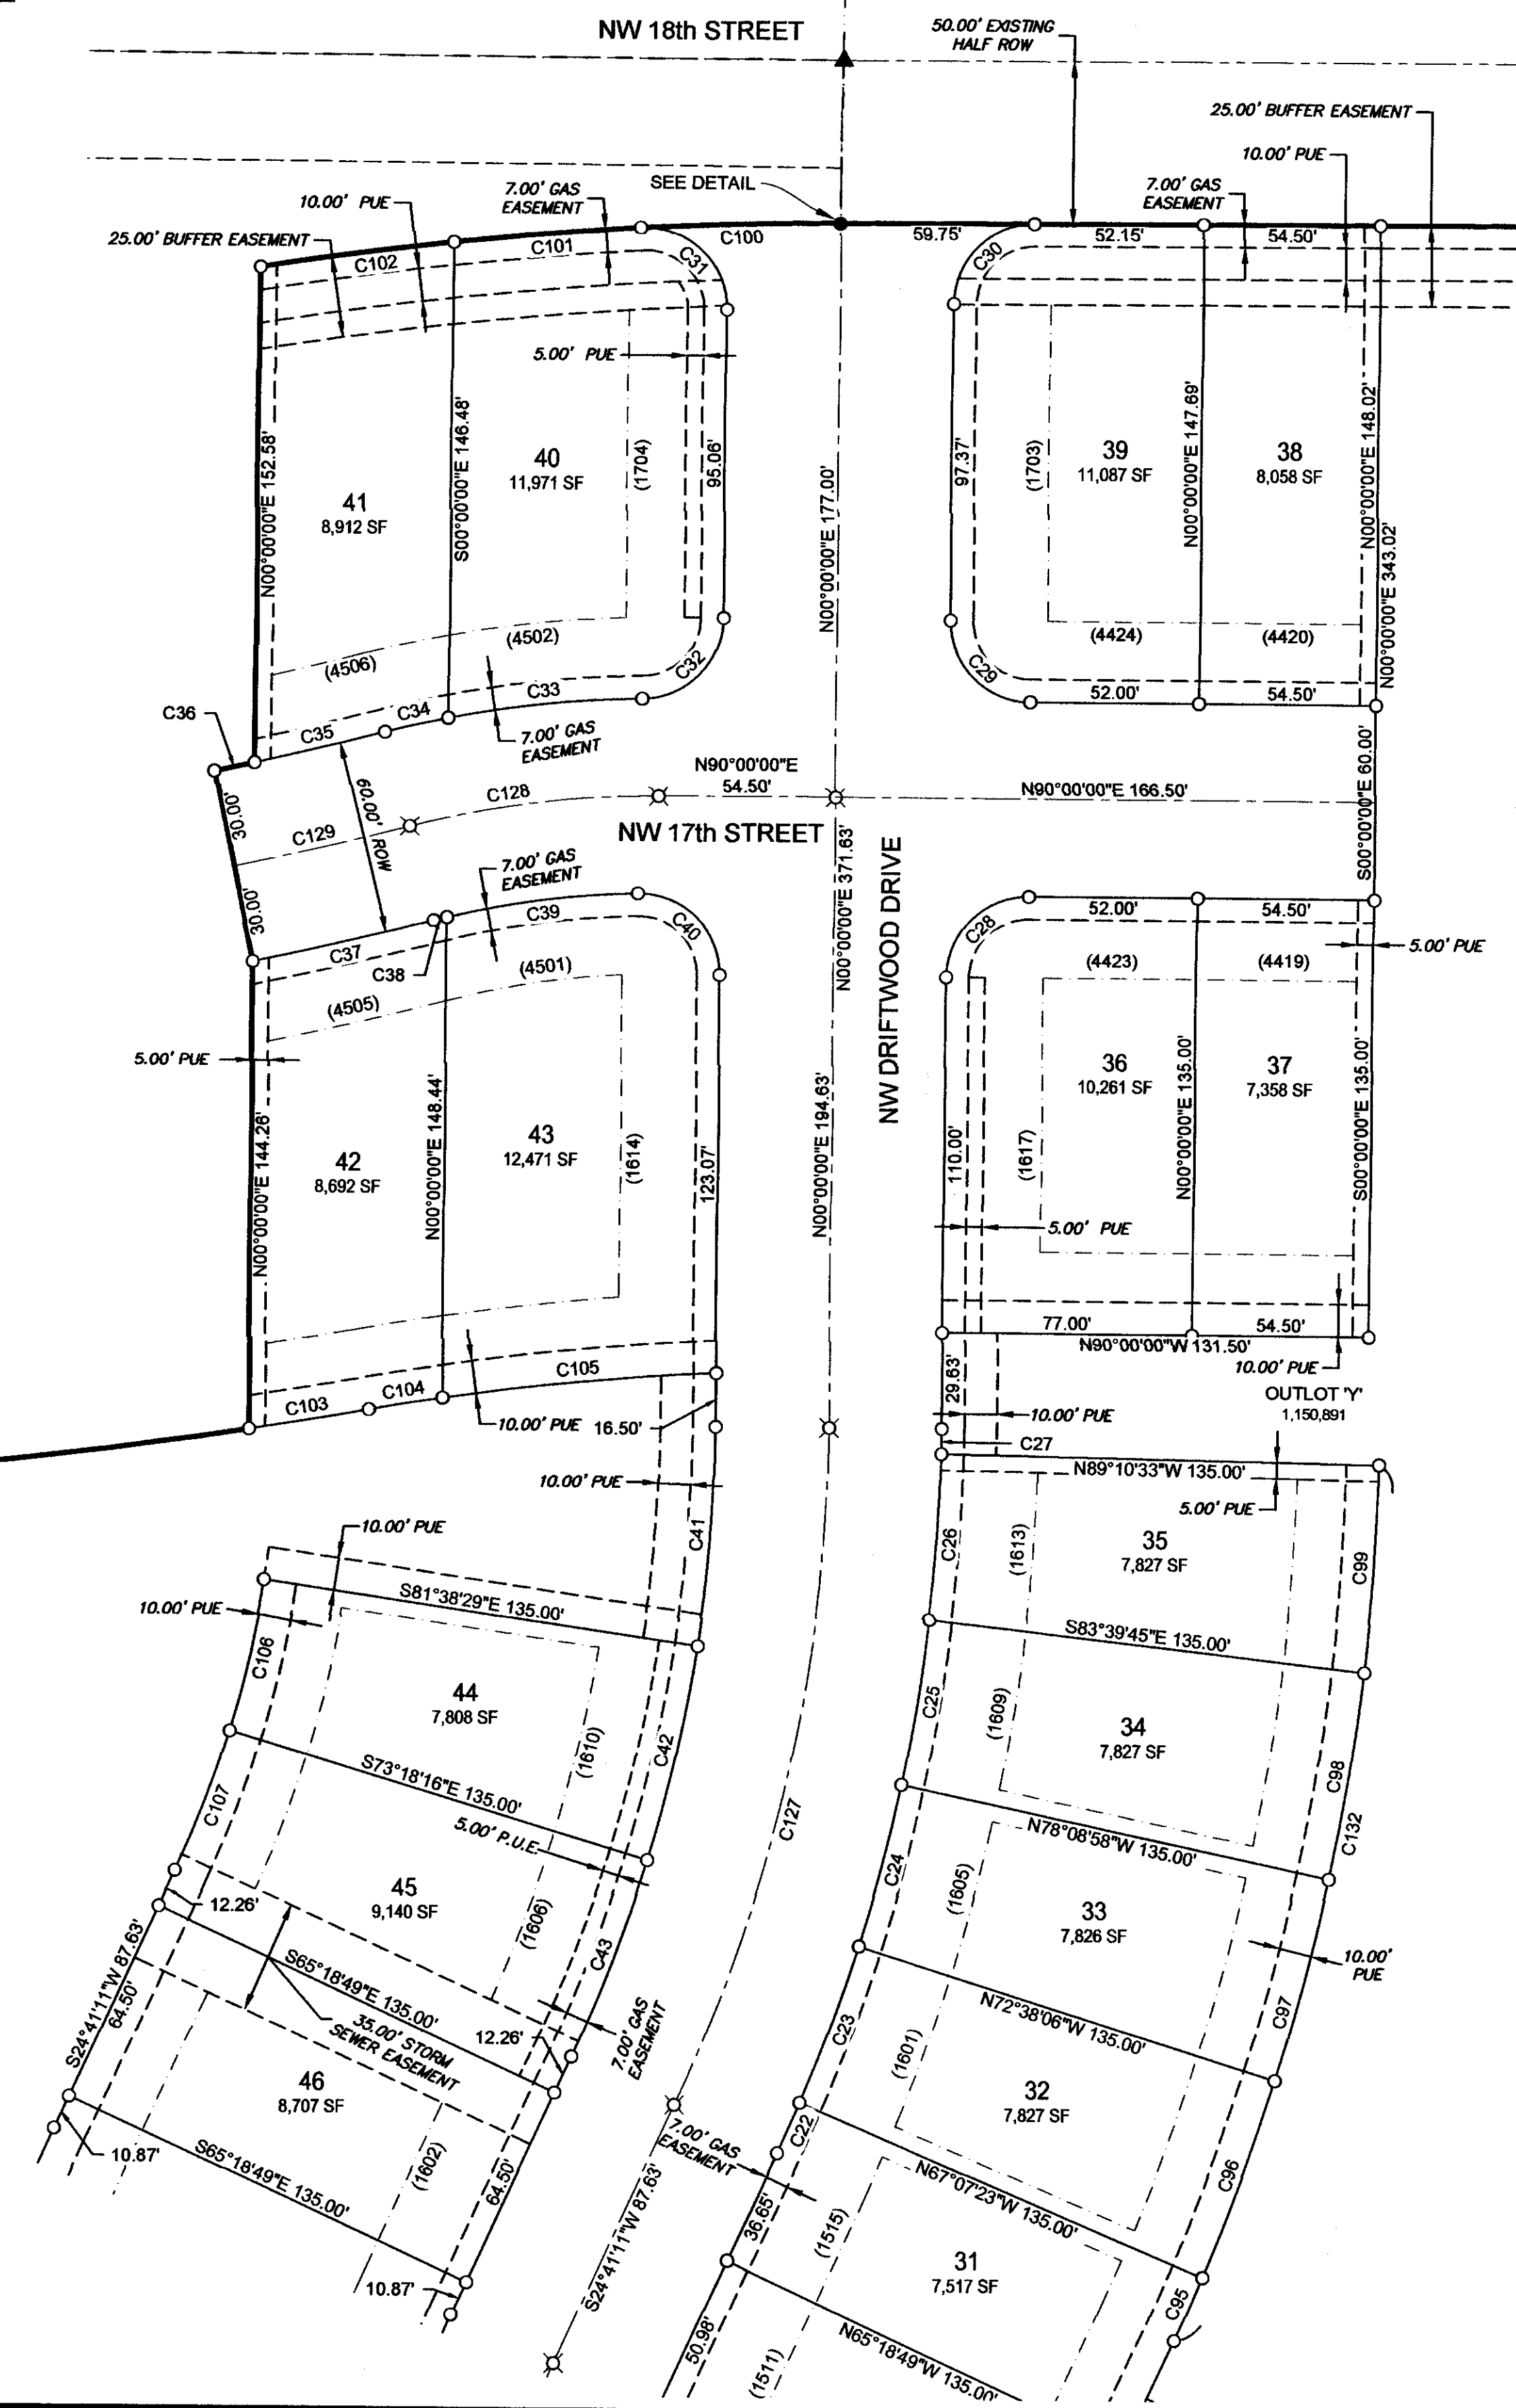 NW 18th STREET
50.00' EXISTING
HALF ROW
25.00' BUFFER EASEMENT
10.00' PUE
7.00' GAS
EASEMENT
SEE DETAIL
7.00' GAS
EASEMENT
10.00' PUE
25.00' BUFFER EASEMENT
C102
C101
C31
C100
59.75'
C30
52.15'
54.50'
5.00' PUE
N00°00'00"E 152.58'
41
8,912 SF
S00°00'00"E 146.48'
40
11,971 SF
(1704)
95.06'
N00°00'00"E 177.00'
97.37'
(1703)
39
11,087 SF
N00°00'00"E 147.69'
38
8,058 SF
N00°00'00"E 148.02'
N00°00'00"E 343.02'
(4506)
(4502)
C32
C29
(4424)
(4420)
C36
C35
C34
C33
7.00' GAS
EASEMENT
52.00'
54.50'
30.00'
60.00' ROW
C128
N90°00'00"E
54.50'
N90°00'00"E 166.50'
S00°00'00"E 60.00'
C129
NW 17th STREET
N00°00'00"E 371.63'
NW DRIFTWOOD DRIVE
30.00'
7.00' GAS
EASEMENT
C37
C38
C39
C40
C28
52.00'
54.50'
5.00' PUE
(4505)
(4501)
(4423)
(4419)
5.00' PUE
N00°00'00"E 144.26'
42
8,692 SF
N00°00'00"E 148.44'
43
12,471 SF
(1614)
123.07'
N00°00'00"E 194.63'
110.00'
(1617)
36
10,261 SF
N00°00'00"E 135.00'
37
7,358 SF
S00°00'00"E 135.00'
5.00' PUE
77.00'
54.50'
N90°00'00"W 131.50'
10.00' PUE
C103
C104
C105
10.00' PUE
16.50'
29.63'
10.00' PUE
OUTLOT 'Y'
1,150,891
C27
N89°10'33"W 135.00'
5.00' PUE
10.00' PUE
10.00' PUE
S81°38'29"E 135.00'
10.00' PUE
C41
C26
(1613)
35
7,827 SF
C99
C106
S83°39'45"E 135.00'
44
7,808 SF
(1610)
C42
C25
(1609)
34
7,827 SF
C98
S73°18'16"E 135.00'
C107
5.00' P.U.E.
C127
N78°08'58"W 135.00'
C132
45
9,140 SF
(1606)
C43
C24
(1605)
33
7,826 SF
12.26'
10.00'
PUE
S24°41'11"W 87.63'
64.50'
S65°18'49"E 135.00'
35.00' STORM
SEWER EASEMENT
12.26'
7.00' GAS
EASEMENT
C23
(1601)
N72°38'06"W 135.00'
C97
46
8,707 SF
32
7,827 SF
10.87'
S65°18'49"E 135.00'
(1602)
64.50'
7.00' GAS
EASEMENT
C22
N67°07'23"W 135.00'
C96
S24°41'11"W 87.63'
36.65'
(1515)
31
7,517 SF
10.87'
50.98'
(1511)
N65°18'49"W 135.00'
C95